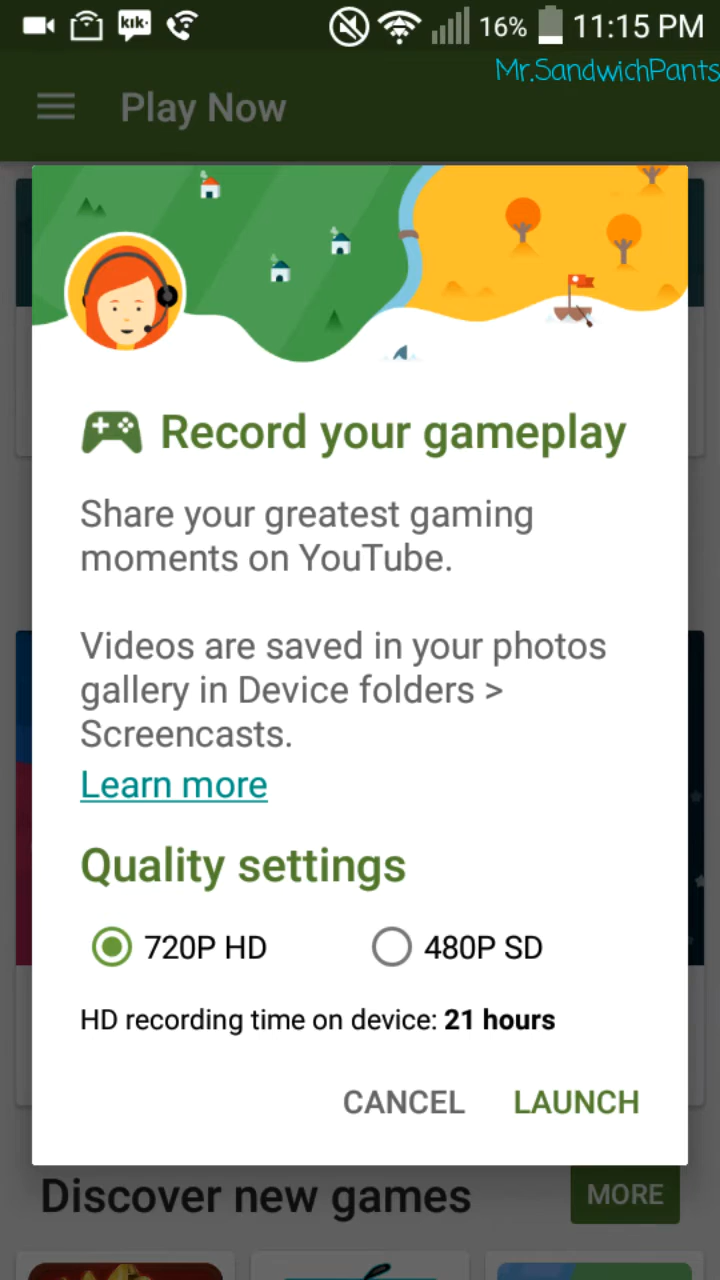 kik·
16% 11:15 PM
Mr.SandwichPants
Play Now
Record your gameplay
Share your greatest gaming
moments on YouTube.
Videos are saved in your photos
gallery in Device folders >
Screencasts.
Learn more
Quality settings
720P HD 480P SD
HD recording time on device: 21 hours
CANCEL LAUNCH
Discover new games MORE